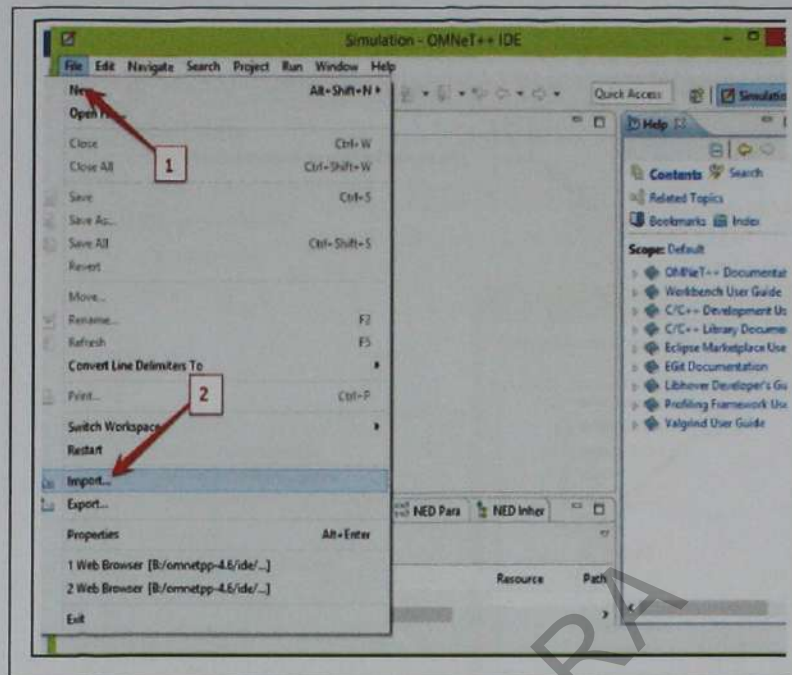 Simulation - OMNeT++ IDE
File Edit Navigate Search Project Run Window Help
New Alt+Shift+N
Open
1
Close Ctrl+W
Close All Ctrl+Shift+W
Save Ctrl+S
Save As...
Save All Ctrl+Shift+S
Revert
Move...
Rename... F2
Refresh F5
Convert Line Delimiters To
Print... Ctrl+P
2
Switch Workspace
Restart
Import...
Export...
Properties Alt+Enter
1 Web Browser [B:/omnetpp-4.6/ide/...]
2 Web Browser [B:/omnetpp-4.6/ide/...]
Exit
Quick Access Simulatio
NED Para NED Inher
Resource Path
Help
Contents Search
Related Topics
Bookmarks Index
Scope: Default
OMNeT++ Documentat
Workbench User Guide
C/C++ Development Us
C/C++ Library Docume
Eclipse Marketplace Use
EGit Documentation
Libhover Developer's Gu
Profiling Framework Use
Valgrind User Guide
RA